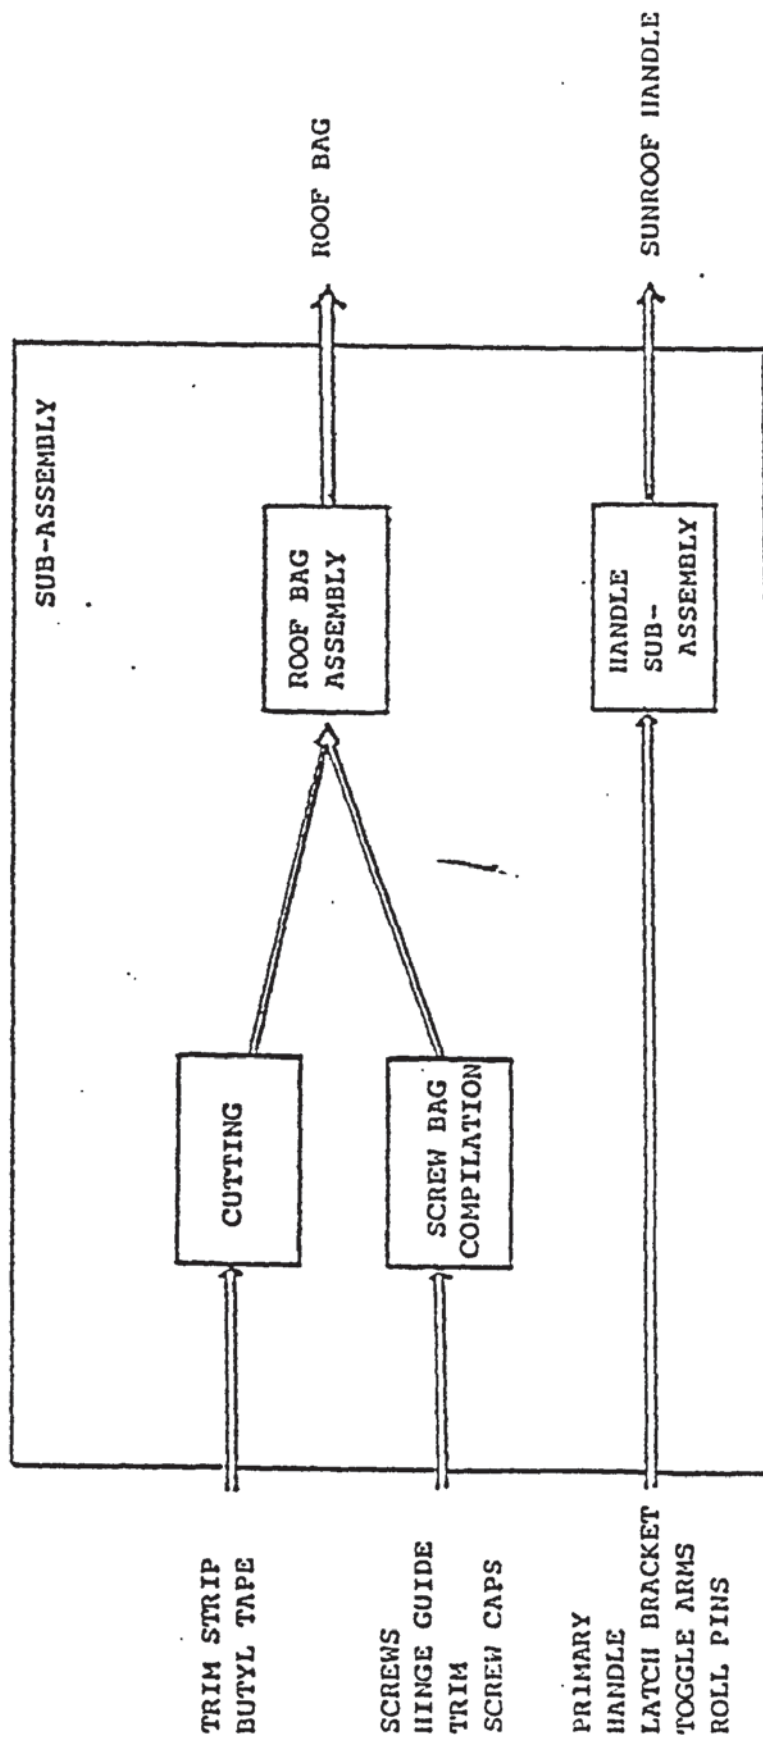 SUB-ASSEMBLY
TRIM STRIP
BUTYL TAPE
CUTTING
SCREWS
HINGE GUIDE
TRIM
SCREW CAPS
SCREW BAG
COMPILATION
ROOF BAG
ASSEMBLY
ROOF BAG
PRIMARY
HANDLE
LATCH BRACKET
TOGGLE ARMS
ROLL PINS
HANDLE
SUB-
ASSEMBLY
SUNROOF HANDLE